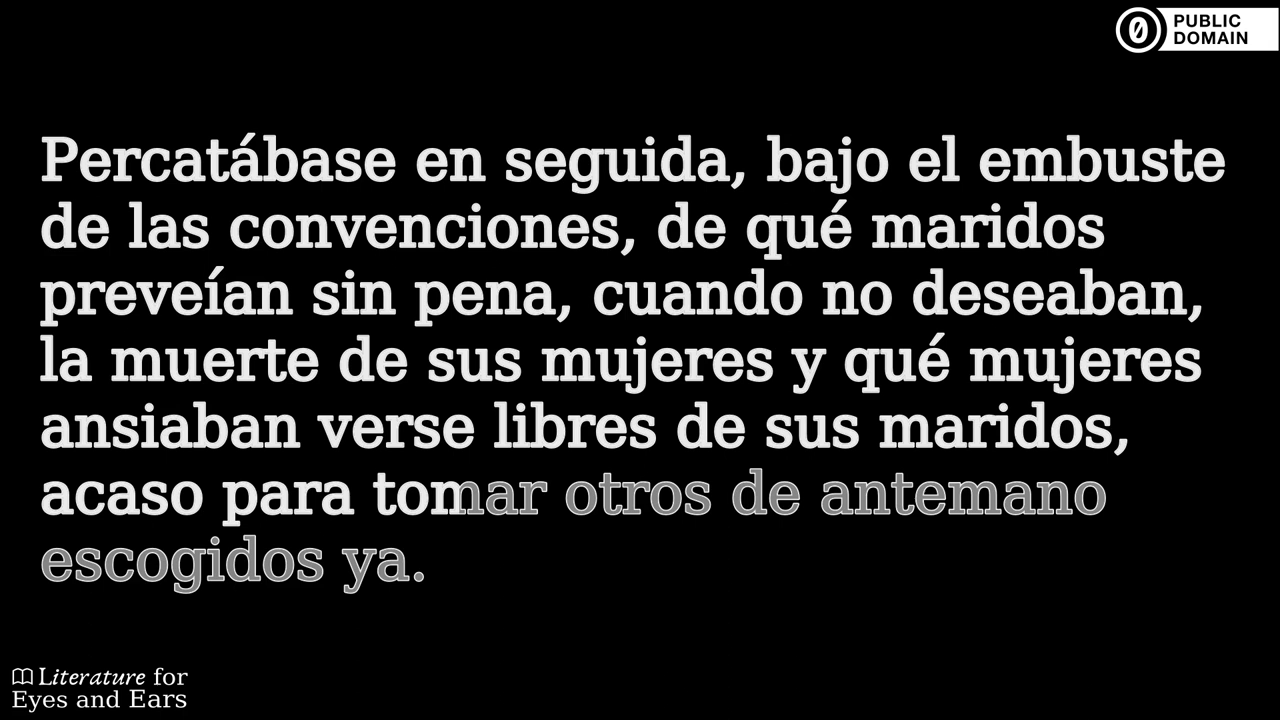 PUBLIC
DOMAIN
Percatábase en seguida, bajo el embuste
de las convenciones, de qué maridos
preveían sin pena, cuando no deseaban,
la muerte de sus mujeres y qué mujeres
ansiaban verse libres de sus maridos,
acaso para tomar otros de antemano
escogidos ya.
Literature for
Eyes and Ears